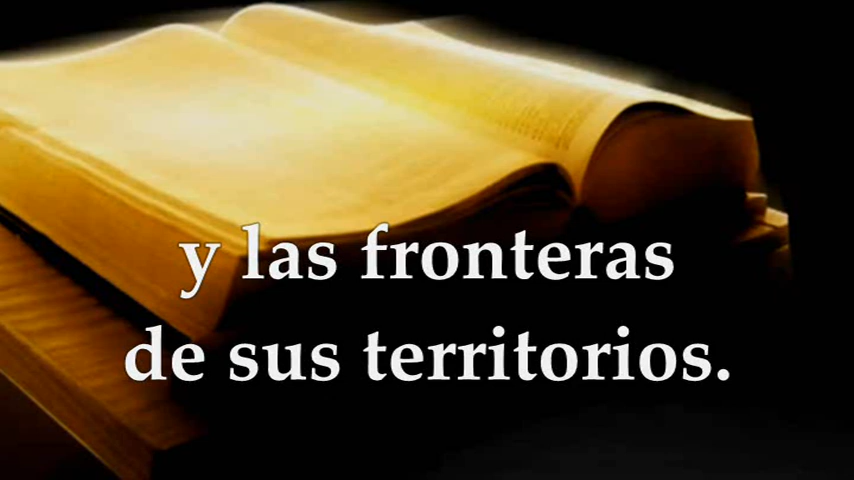 y las fronteras
de sus territorios.